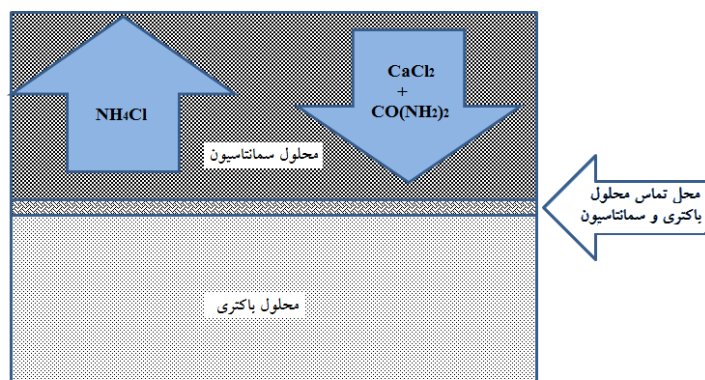 NH₄Cl
CaCl₂
+
CO(NH₂)₂
محلول سمانتاسیون
محل تماس محلول
باکتری و سمانتاسیون
محلول باکتری